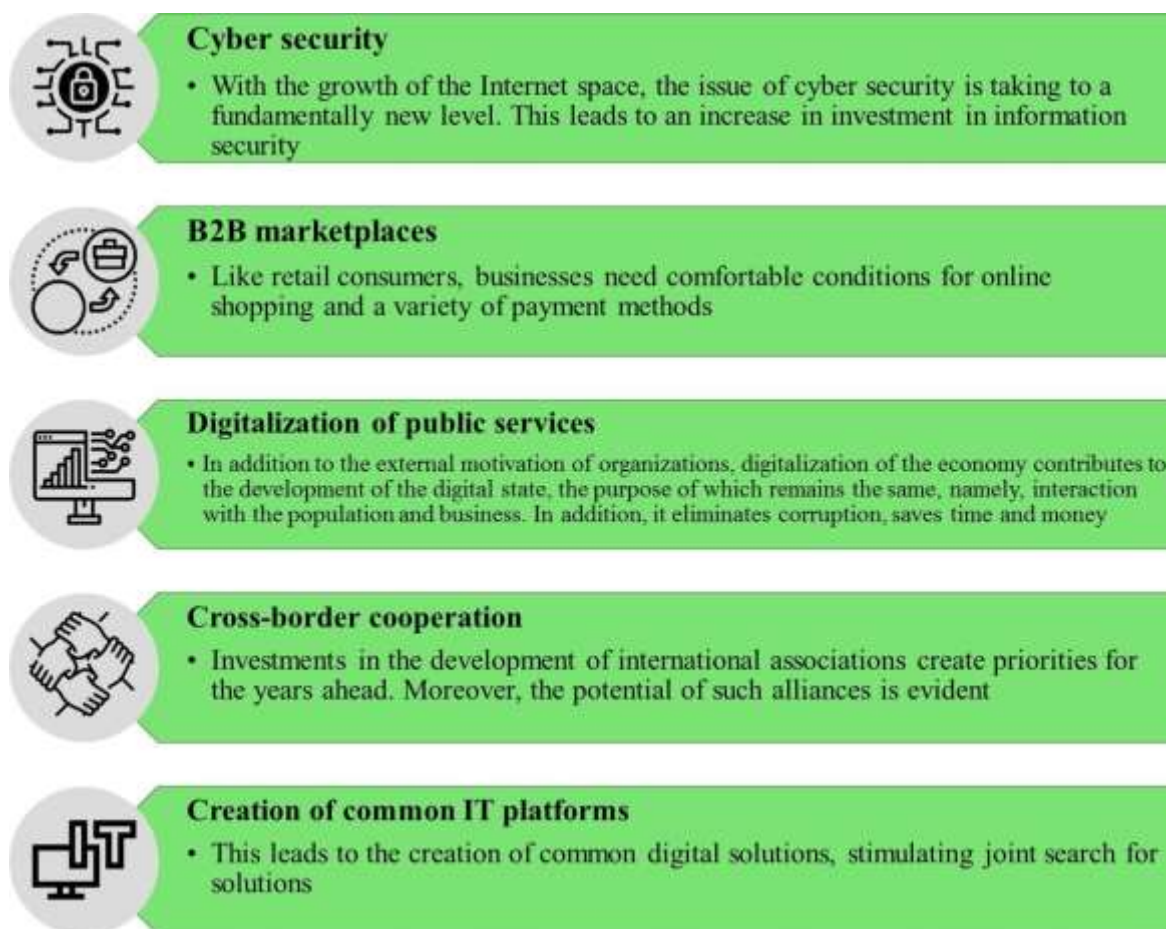 Cyber security
• With the growth of the Internet space, the issue of cyber security is taking to a
fundamentally new level. This leads to an increase in investment in information
security
B2B marketplaces
• Like retail consumers, businesses need comfortable conditions for online
shopping and a variety of payment methods
Digitalization of public services
• In addition to the external motivation of organizations, digitalization of the economy contributes to
the development of the digital state, the purpose of which remains the same, namely, interaction
with the population and business. In addition, it eliminates corruption, saves time and money
Cross-border cooperation
• Investments in the development of international associations create priorities for
the years ahead. Moreover, the potential of such alliances is evident
IT
Creation of common IT platforms
• This leads to the creation of common digital solutions, stimulating joint search for
solutions